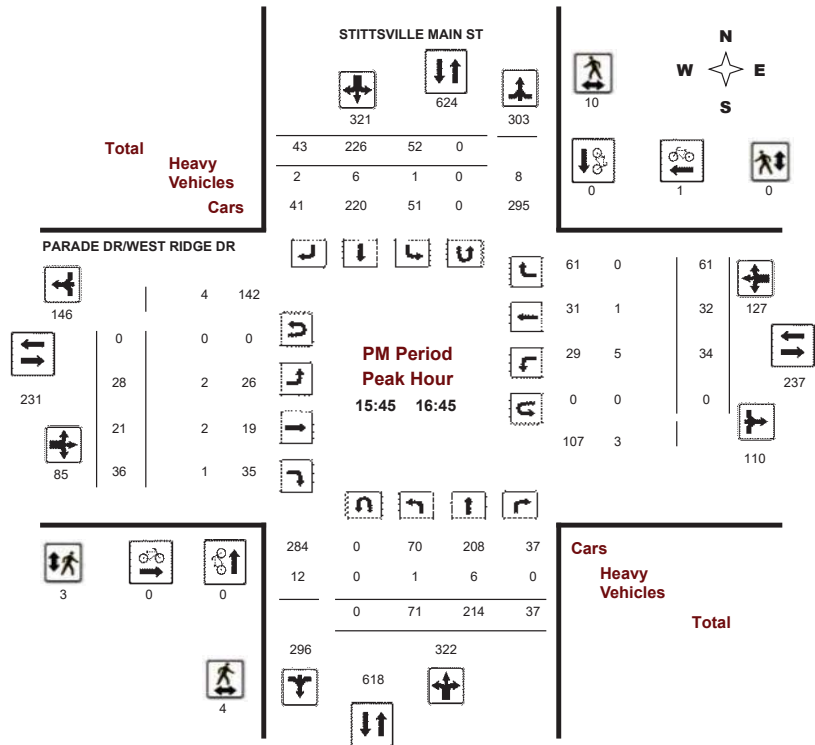 STITTSVILLE MAIN ST
N
W E
S
321 624 303 10
Total 43 226 52 0
Heavy
Vehicles 2 6 1 0 8
Cars 41 220 51 0 295
0 1 0
PARADE DR/WEST RIDGE DR
146 4 142
61 0 61
31 1 32 127
0 0 0
231 28 2 26
29 5 34 237
PM Period
Peak Hour
15:45 16:45
0 0 0
21 2 19
107 3 110
85 36 1 35
284 0 70 208 37 Cars
12 0 1 6 0 Heavy
Vehicles
0 71 214 37 Total
3 0 0
296 322
618
4